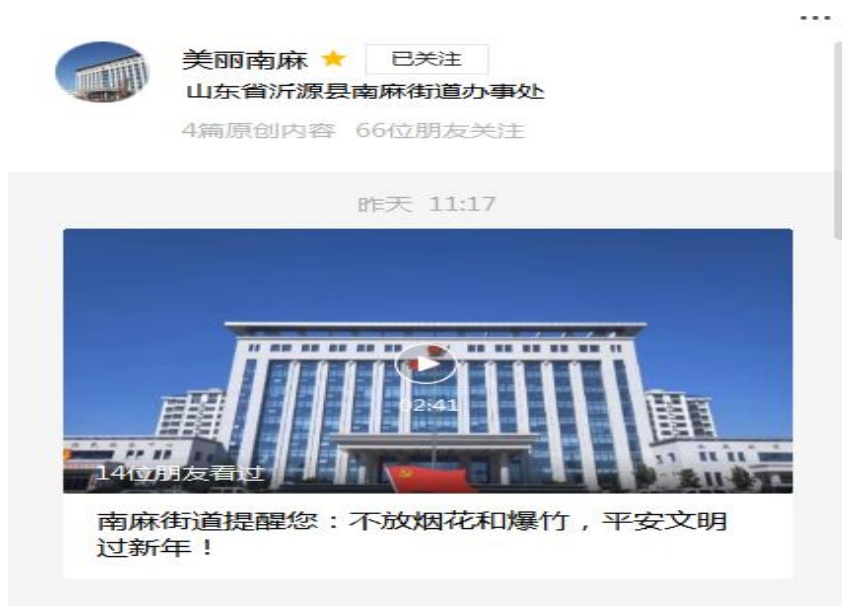 美丽南麻 已关注
山东省沂源县南麻街道办事处
4篇原创内容 66位朋友关注
昨天 11:17
02:41
14位朋友看过
南麻街道提醒您：不放烟花和爆竹，平安文明
过新年！